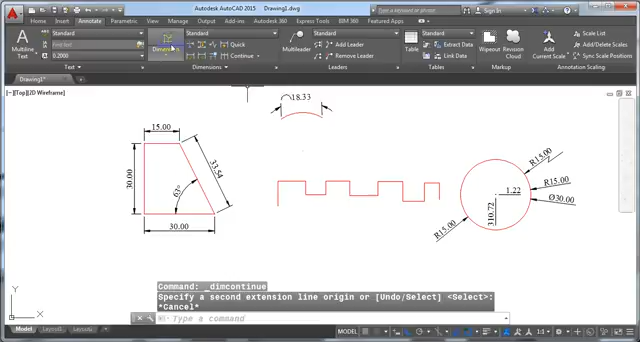 Autodesk AutoCAD 2015 Drawing1.dwg
Sign In
Home Insert Annotate Parametric View Manage Output Add-ins Autodesk 360 Express Tools BIM 360 Featured Apps
Multiline
Text
Standard
Find text
0.2000
Text
Dimension
Standard
Quick
Continue
Dimensions
Multileader
Standard
Add Leader
Remove Leader
Leaders
Table
Standard
Extract Data
Link Data
Tables
Wipeout
Revision
Cloud
Markup
Add
Current Scale
Scale List
Add/Delete Scales
Sync Scale Positions
Annotation Scaling
Drawing1*
[−][Top][2D Wireframe]
18.33
15.00
30.00
33.54
63°
30.00
R15.00
R15.00
Ø30.00
1.22
310.72
R15.00
Y
X
Command: _dimcontinue
Specify a second extension line origin or [Undo/Select] <Select>:
*Cancel*
Type a command
Model Layout1 Layout2
MODEL
1:1